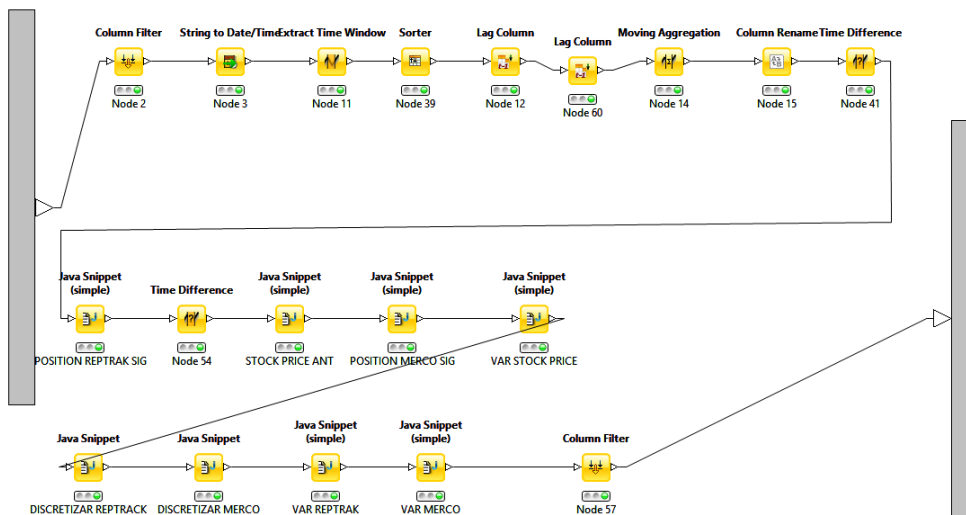 Column Filter
String to Date/Time
Extract Time Window
Sorter
Lag Column
Lag Column
Moving Aggregation
Column Rename
Time Difference
Node 2
Node 3
Node 11
Node 39
Node 12
Node 60
Node 14
Node 15
Node 41
Java Snippet
(simple)
Time Difference
Java Snippet
(simple)
Java Snippet
(simple)
Java Snippet
(simple)
POSITION REPTRAK SIG
Node 54
STOCK PRICE ANT
POSITION MERCO SIG
VAR STOCK PRICE
Java Snippet
Java Snippet
Java Snippet
(simple)
Java Snippet
(simple)
Column Filter
DISCRETIZAR REPTRACK
DISCRETIZAR MERCO
VAR REPTRAK
VAR MERCO
Node 57